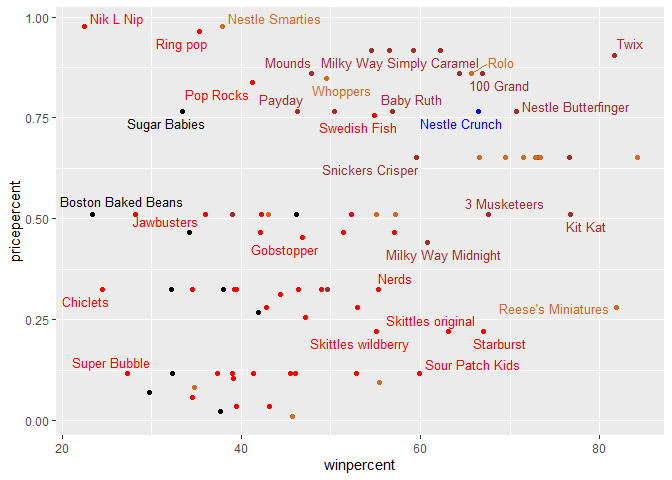 1.00
Nik L Nip
Nestle Smarties
Ring pop
Twix
Mounds
Milky Way Simply Caramel
Rolo
Pop Rocks
Whoppers
100 Grand
Payday
Baby Ruth
Nestle Butterfinger
0.75
Sugar Babies
Swedish Fish
Nestle Crunch
Snickers Crisper
Boston Baked Beans
3 Musketeers
0.50
Jawbusters
Kit Kat
Gobstopper
Milky Way Midnight
pricepercent
Nerds
Chiclets
Reese's Miniatures
0.25
Skittles original
Skittles wildberry
Starburst
Super Bubble
Sour Patch Kids
0.00
20
40
60
80
winpercent